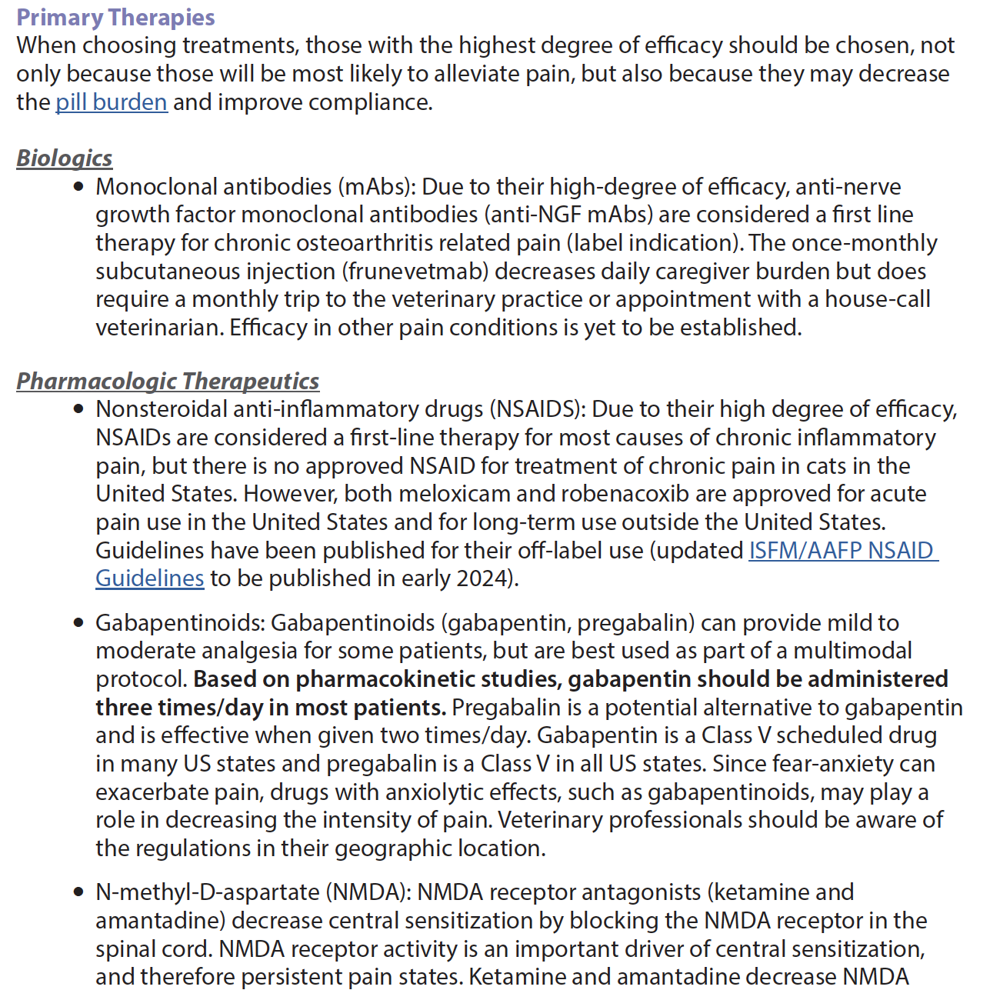 Primary Therapies
When choosing treatments, those with the highest degree of efficacy should be chosen, not
only because those will be most likely to alleviate pain, but also because they may decrease
the pill burden and improve compliance.
Biologics
• Monoclonal antibodies (mAbs): Due to their high-degree of efficacy, anti-nerve
growth factor monoclonal antibodies (anti-NGF mAbs) are considered a first line
therapy for chronic osteoarthritis related pain (label indication). The once-monthly
subcutaneous injection (frunevetmab) decreases daily caregiver burden but does
require a monthly trip to the veterinary practice or appointment with a house-call
veterinarian. Efficacy in other pain conditions is yet to be established.
Pharmacologic Therapeutics
• Nonsteroidal anti-inflammatory drugs (NSAIDS): Due to their high degree of efficacy,
NSAIDs are considered a first-line therapy for most causes of chronic inflammatory
pain, but there is no approved NSAID for treatment of chronic pain in cats in the
United States. However, both meloxicam and robenacoxib are approved for acute
pain use in the United States and for long-term use outside the United States.
Guidelines have been published for their off-label use (updated ISFM/AAFP NSAID
Guidelines to be published in early 2024).
• Gabapentinoids: Gabapentinoids (gabapentin, pregabalin) can provide mild to
moderate analgesia for some patients, but are best used as part of a multimodal
protocol. Based on pharmacokinetic studies, gabapentin should be administered
three times/day in most patients. Pregabalin is a potential alternative to gabapentin
and is effective when given two times/day. Gabapentin is a Class V scheduled drug
in many US states and pregabalin is a Class V in all US states. Since fear-anxiety can
exacerbate pain, drugs with anxiolytic effects, such as gabapentinoids, may play a
role in decreasing the intensity of pain. Veterinary professionals should be aware of
the regulations in their geographic location.
• N-methyl-D-aspartate (NMDA): NMDA receptor antagonists (ketamine and
amantadine) decrease central sensitization by blocking the NMDA receptor in the
spinal cord. NMDA receptor activity is an important driver of central sensitization,
and therefore persistent pain states. Ketamine and amantadine decrease NMDA